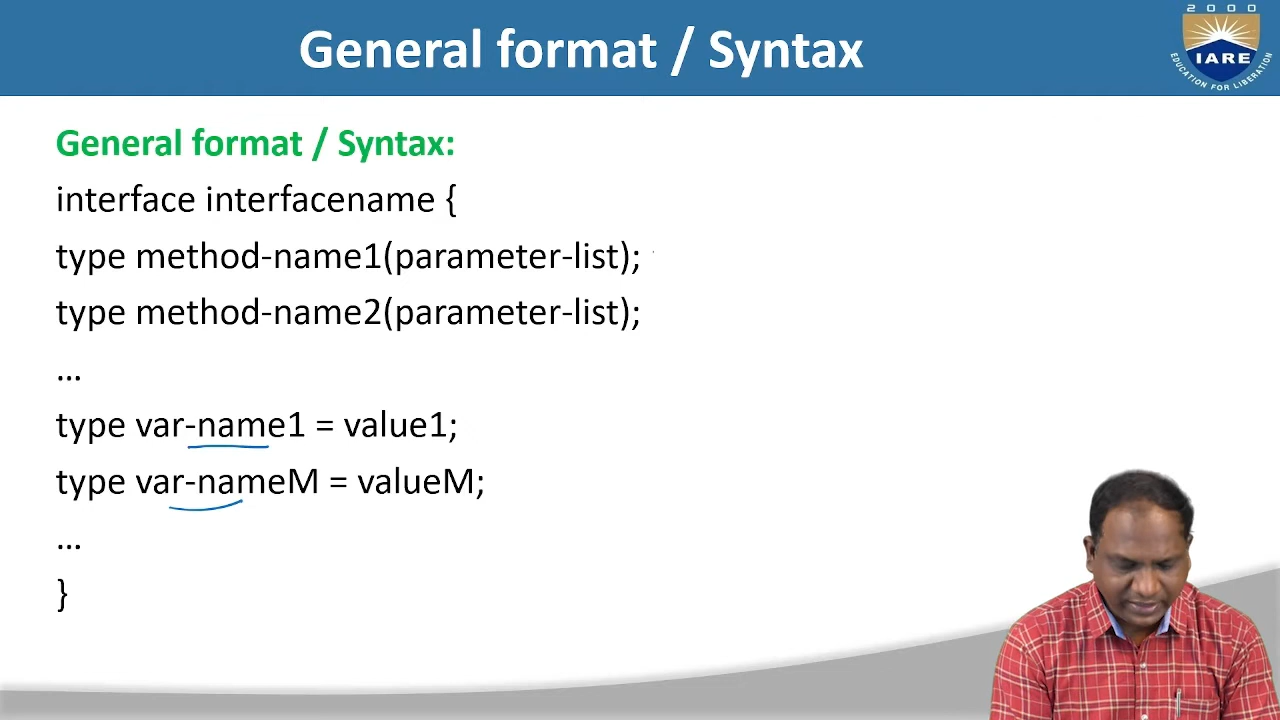 General format / Syntax
2000
IARE
EDUCATION FOR LIBERATION
General format / Syntax:
interface interfacename {
type method-name1(parameter-list);
type method-name2(parameter-list);
...
type var-name1 = value1;
type var-nameM = valueM;
...
}